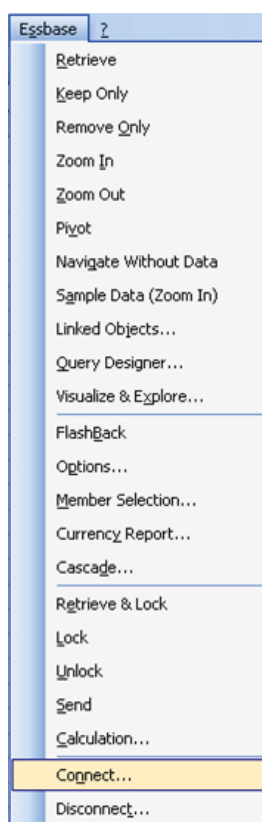 Essbase ?
Retrieve
Keep Only
Remove Only
Zoom In
Zoom Out
Pivot
Navigate Without Data
Sample Data (Zoom In)
Linked Objects...
Query Designer...
Visualize & Explore...
FlashBack
Options...
Member Selection...
Currency Report...
Cascade...
Retrieve & Lock
Lock
Unlock
Send
Calculation...
Connect...
Disconnect...